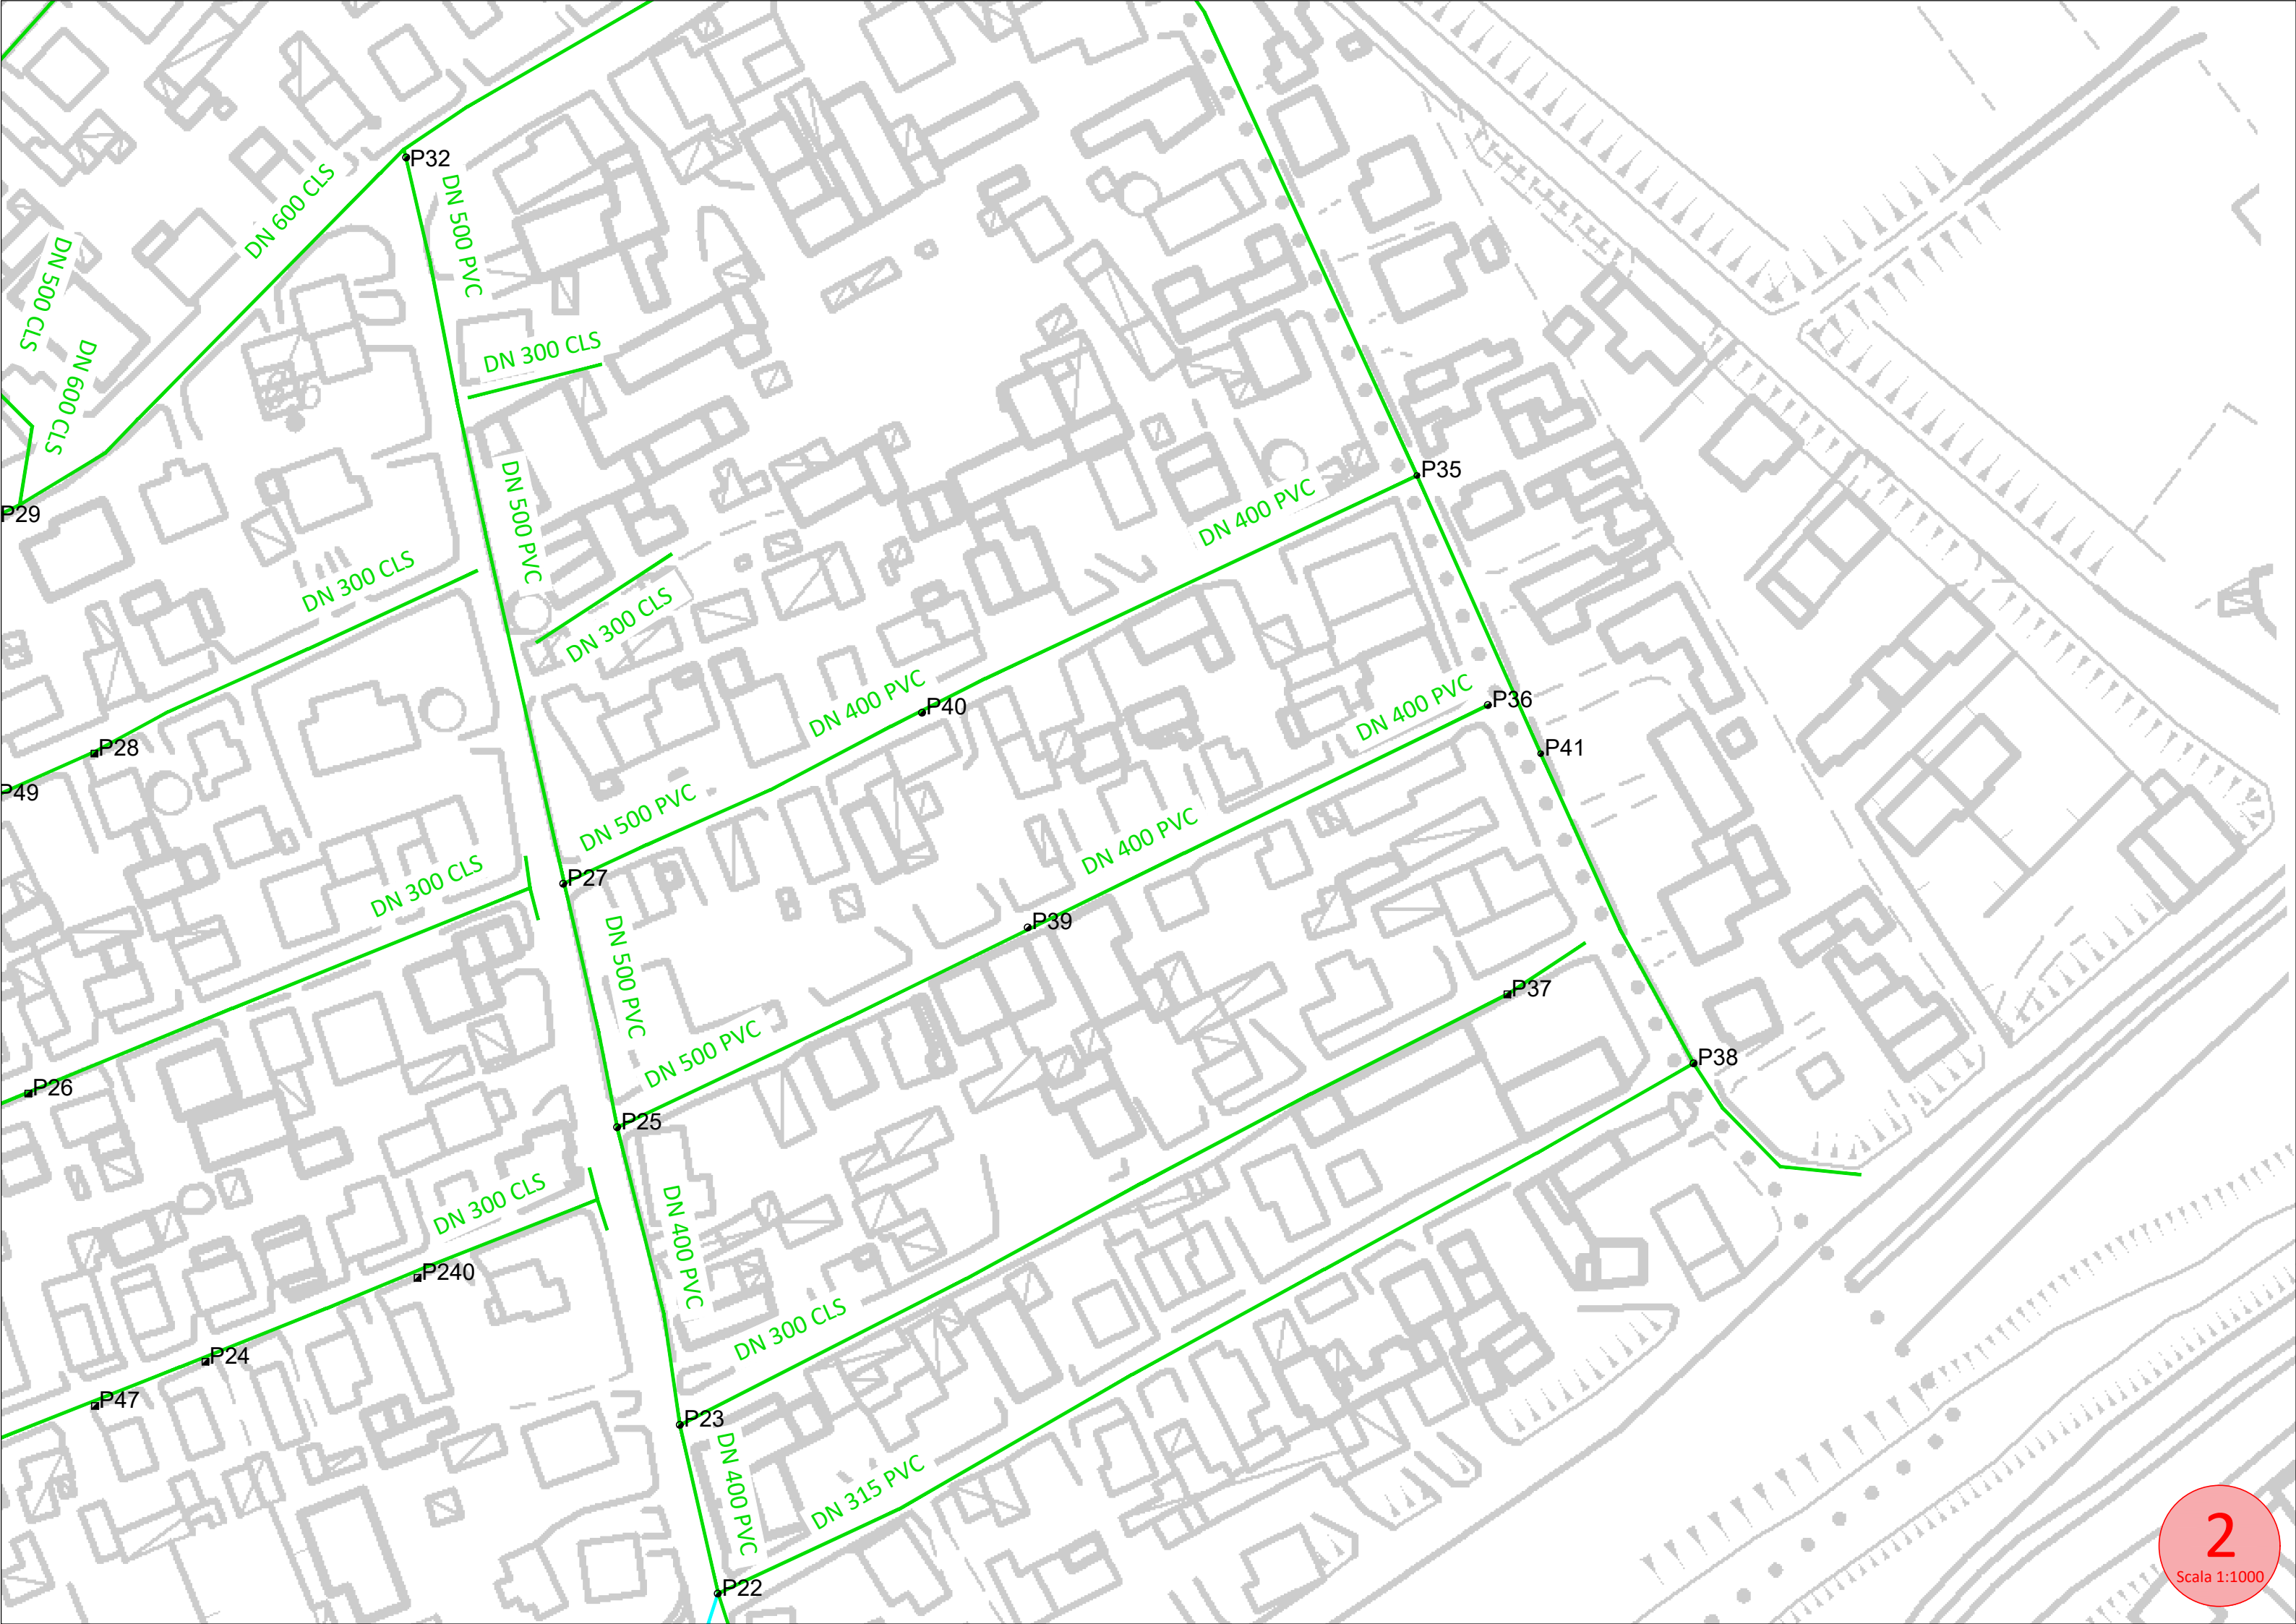 P32
DN 600 CLS
DN 500 PVC
DN 500 CLS
DN 600 CLS
DN 300 CLS
P29
DN 500 PVC
P35
DN 400 PVC
DN 300 CLS
DN 300 CLS
P40
DN 400 PVC
P36
DN 400 PVC
P28
P41
P49
DN 500 PVC
DN 400 PVC
P27
DN 300 CLS
P39
DN 500 PVC
P37
DN 500 PVC
P38
P26
P25
DN 300 CLS
DN 400 PVC
P240
DN 300 CLS
P24
P47
P23
DN 400 PVC
DN 315 PVC
P22
2
Scala 1:1000